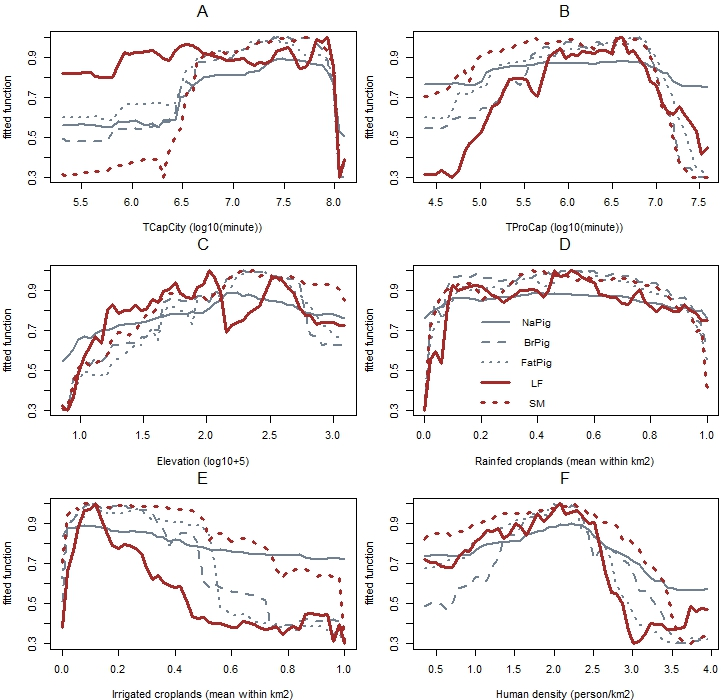 A
fitted function
0.3 0.5 0.7 0.9
5.5 6.0 6.5 7.0 7.5 8.0
TCapCity (log10(minute))
B
fitted function
0.3 0.5 0.7 0.9
4.5 5.0 5.5 6.0 6.5 7.0 7.5
TProCap (log10(minute))
C
fitted function
0.3 0.5 0.7 0.9
1.0 1.5 2.0 2.5 3.0
Elevation (log10+5)
D
fitted function
0.3 0.5 0.7 0.9
NaPig
BrPig
FatPig
LF
SM
0.0 0.2 0.4 0.6 0.8 1.0
Rainfed croplands (mean within km2)
E
fitted function
0.3 0.5 0.7 0.9
0.0 0.2 0.4 0.6 0.8 1.0
Irrigated croplands (mean within km2)
F
fitted function
0.3 0.5 0.7 0.9
0.5 1.0 1.5 2.0 2.5 3.0 3.5 4.0
Human density (person/km2)